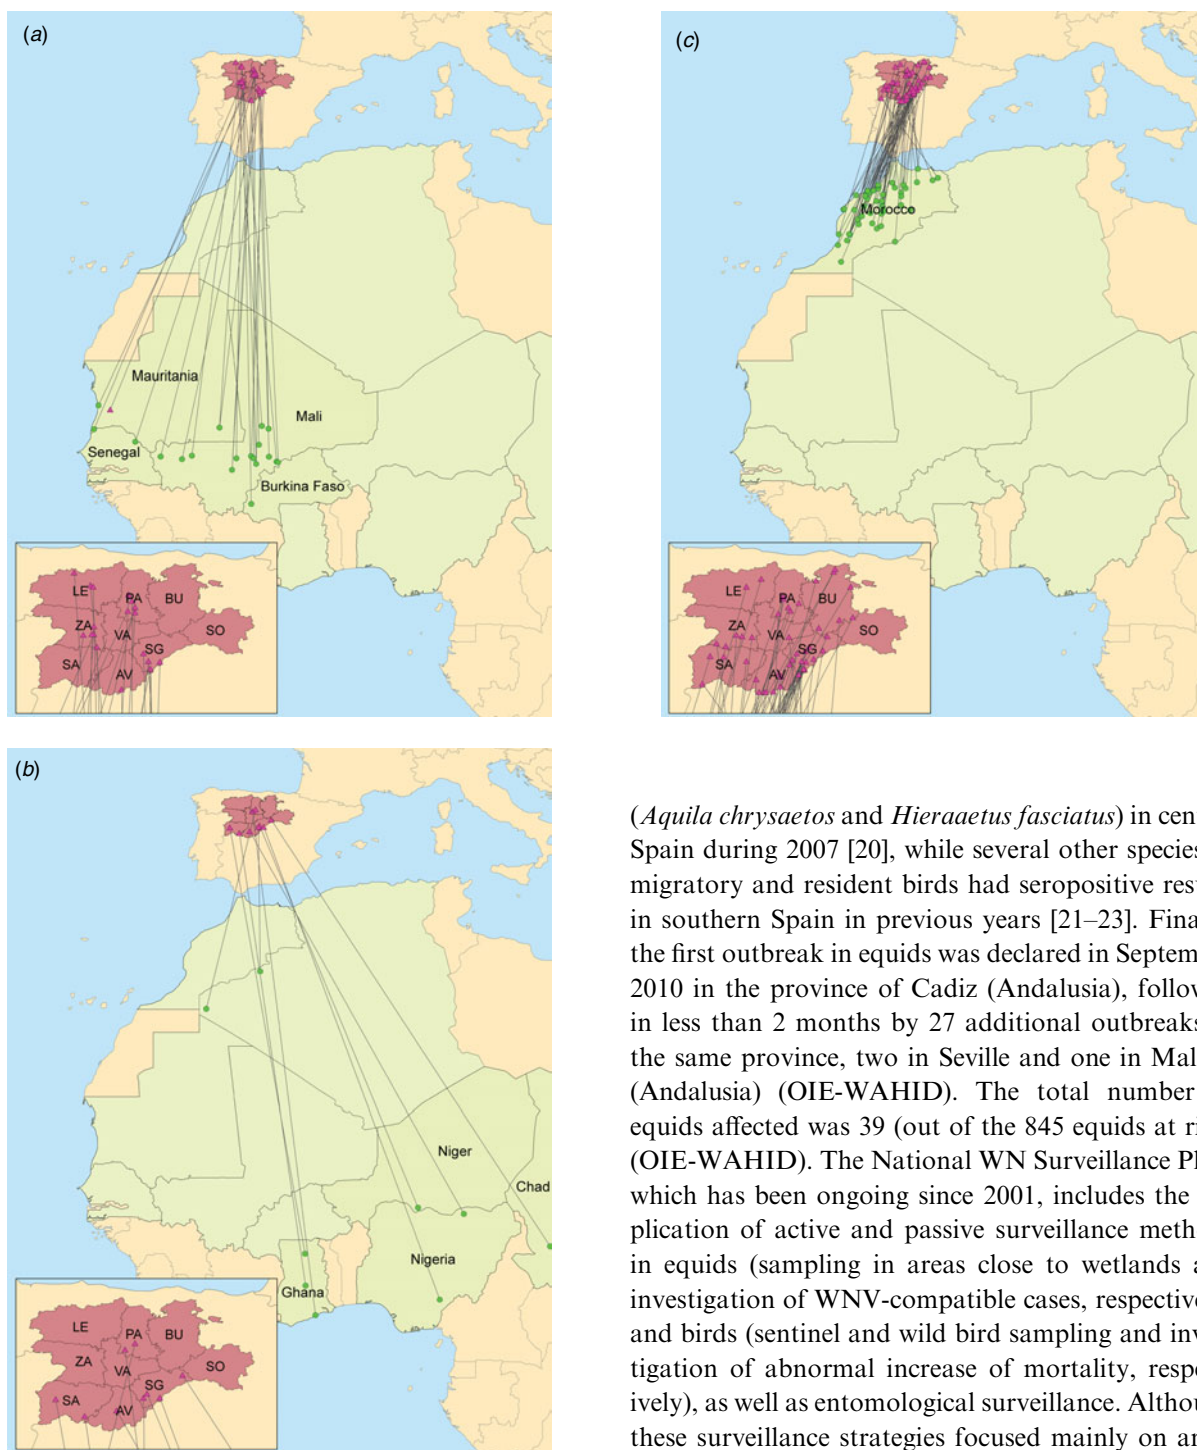 (a)
Mauritania
Mali
Senegal
Burkina Faso
LE
PA
BU
ZA
VA
SO
SG
SA
AV
(c)
Morocco
LE
PA
BU
ZA
VA
SO
SG
SA
AV
(b)
Niger
Chad
Nigeria
Ghana
LE
PA
BU
ZA
VA
SO
SG
SA
AV
(Aquila chrysaetos and Hieraaetus fasciatus) in cen
Spain during 2007 [20], while several other species
migratory and resident birds had seropositive res
in southern Spain in previous years [21–23]. Fina
the first outbreak in equids was declared in Septem
2010 in the province of Cadiz (Andalusia), follow
in less than 2 months by 27 additional outbreaks
the same province, two in Seville and one in Mal
(Andalusia) (OIE-WAHID). The total number
equids affected was 39 (out of the 845 equids at ri
(OIE-WAHID). The National WN Surveillance Pl
which has been ongoing since 2001, includes the
plication of active and passive surveillance meth
in equids (sampling in areas close to wetlands a
investigation of WNV-compatible cases, respective
and birds (sentinel and wild bird sampling and inv
tigation of abnormal increase of mortality, respe
ively), as well as entomological surveillance. Althou
these surveillance strategies focused mainly on an